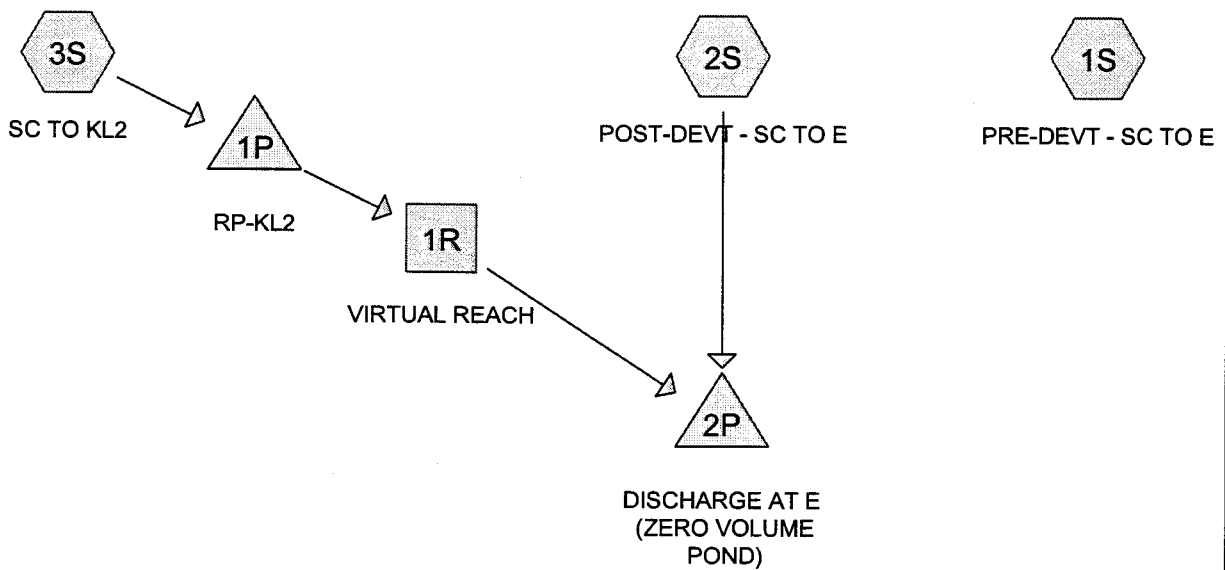 3S
SC TO KL2
1P
RP-KL2
1R
VIRTUAL REACH
2S
POST-DEVT - SC TO E
1S
PRE-DEVT - SC TO E
2P
DISCHARGE AT E
(ZERO VOLUME
POND)